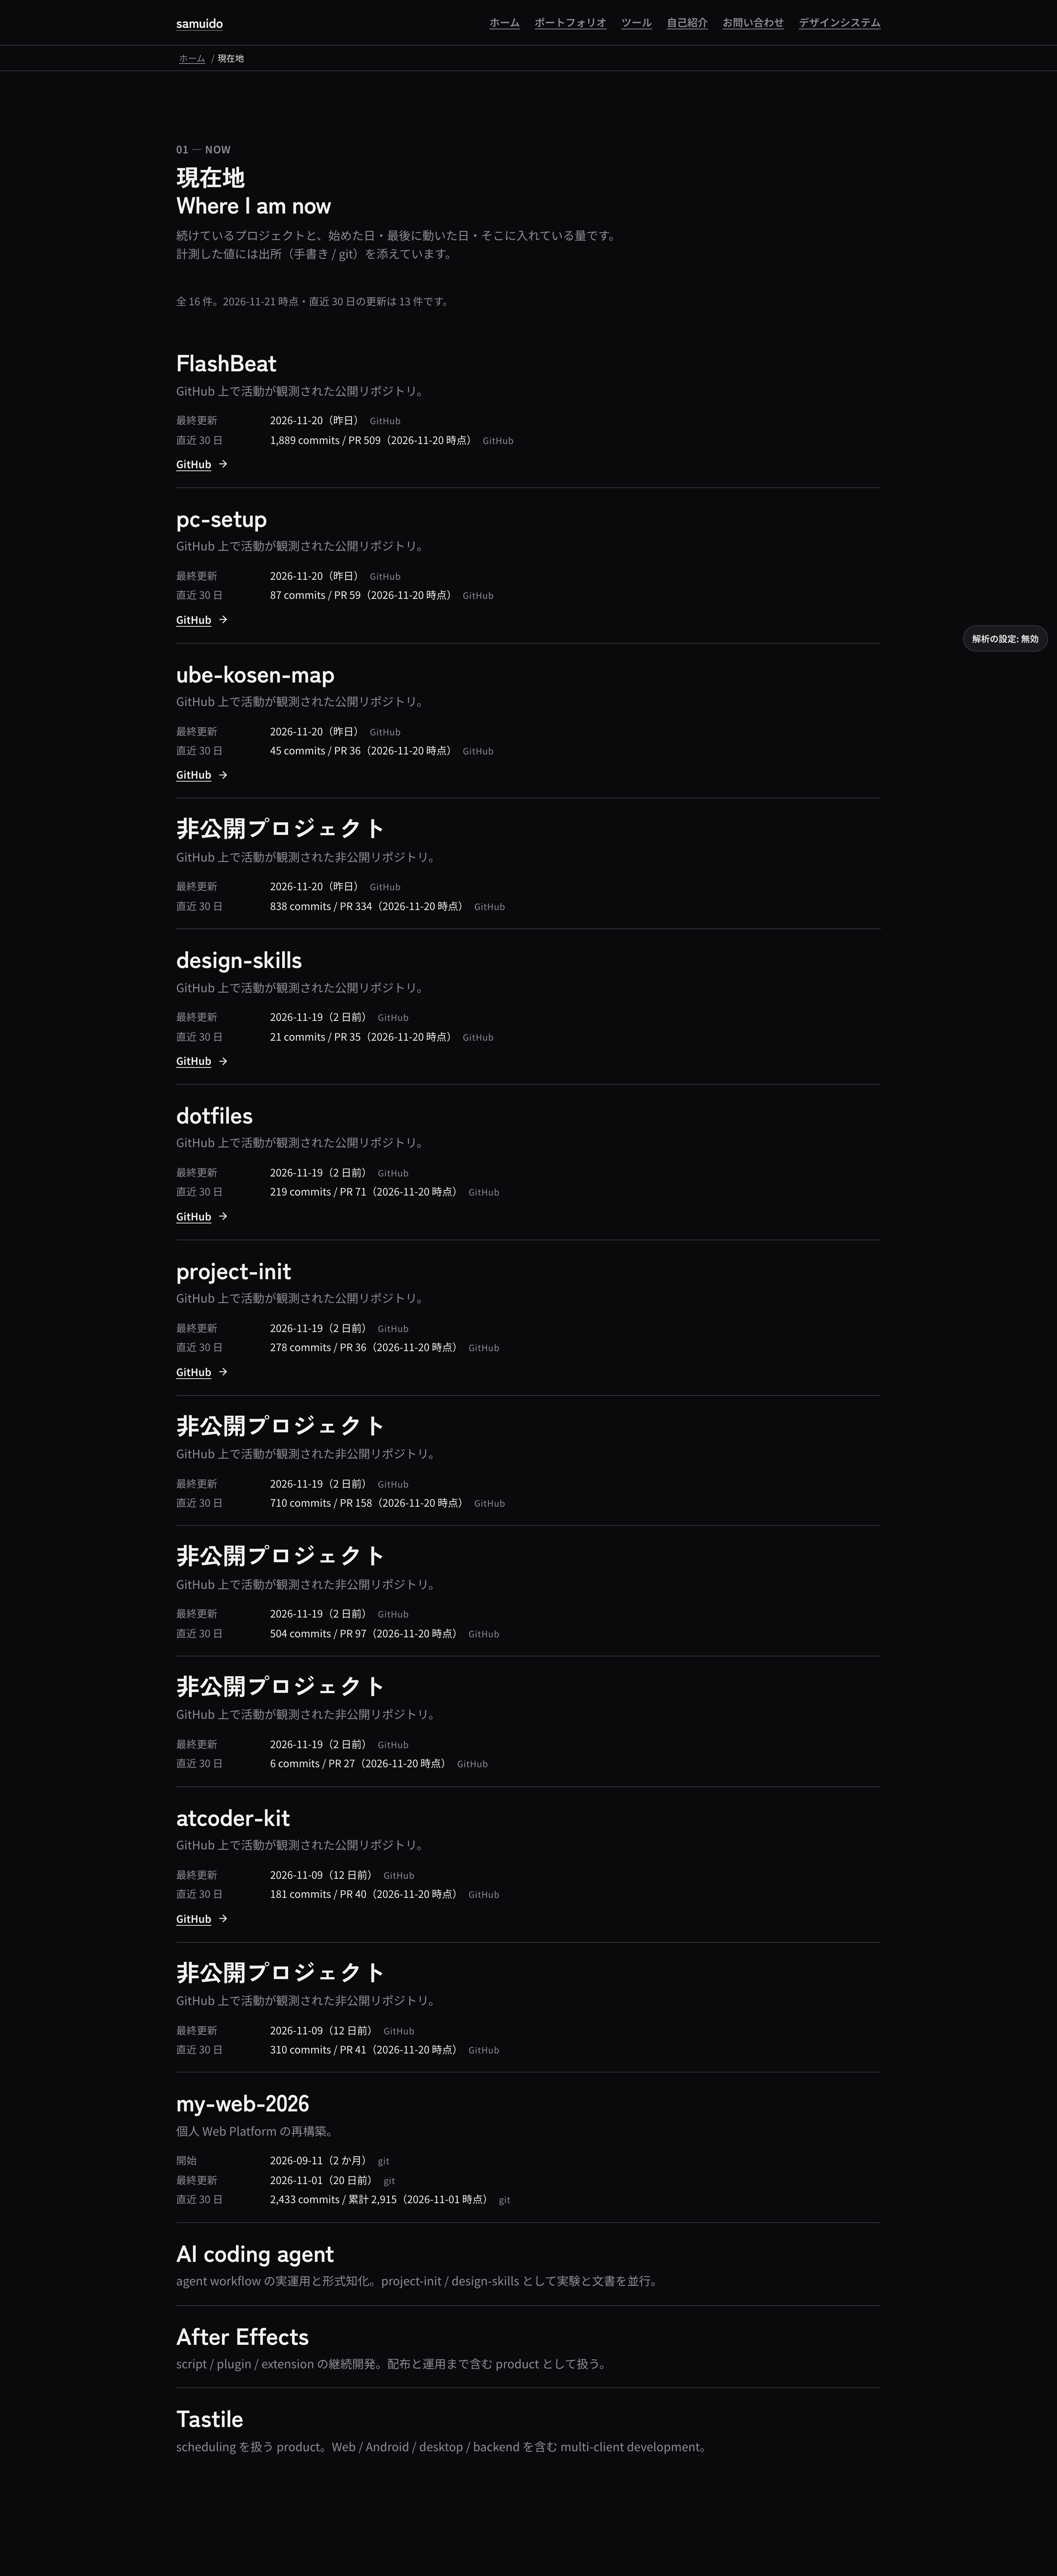 samuido
ホーム ポートフォリオ ツール 自己紹介 お問い合わせ デザインシステム
ホーム / 現在地
01 — NOW
現在地
Where I am now
続けているプロジェクトと、始めた日・最後に動いた日・そこに入れている量です。
計測した値には出所（手書き / git）を添えています。
全 16 件。2026-11-21 時点・直近 30 日の更新は 13 件です。
FlashBeat
GitHub 上で活動が観測された公開リポジトリ。
最終更新 2026-11-20（昨日） GitHub
直近 30 日 1,889 commits / PR 509（2026-11-20 時点） GitHub
GitHub →
pc-setup
GitHub 上で活動が観測された公開リポジトリ。
最終更新 2026-11-20（昨日） GitHub
直近 30 日 87 commits / PR 59（2026-11-20 時点） GitHub
GitHub →
解析の設定: 無効
ube-kosen-map
GitHub 上で活動が観測された公開リポジトリ。
最終更新 2026-11-20（昨日） GitHub
直近 30 日 45 commits / PR 36（2026-11-20 時点） GitHub
GitHub →
非公開プロジェクト
GitHub 上で活動が観測された非公開リポジトリ。
最終更新 2026-11-20（昨日） GitHub
直近 30 日 838 commits / PR 334（2026-11-20 時点） GitHub
design-skills
GitHub 上で活動が観測された公開リポジトリ。
最終更新 2026-11-19（2 日前） GitHub
直近 30 日 21 commits / PR 35（2026-11-20 時点） GitHub
GitHub →
dotfiles
GitHub 上で活動が観測された公開リポジトリ。
最終更新 2026-11-19（2 日前） GitHub
直近 30 日 219 commits / PR 71（2026-11-20 時点） GitHub
GitHub →
project-init
GitHub 上で活動が観測された公開リポジトリ。
最終更新 2026-11-19（2 日前） GitHub
直近 30 日 278 commits / PR 36（2026-11-20 時点） GitHub
GitHub →
非公開プロジェクト
GitHub 上で活動が観測された非公開リポジトリ。
最終更新 2026-11-19（2 日前） GitHub
直近 30 日 710 commits / PR 158（2026-11-20 時点） GitHub
非公開プロジェクト
GitHub 上で活動が観測された非公開リポジトリ。
最終更新 2026-11-19（2 日前） GitHub
直近 30 日 504 commits / PR 97（2026-11-20 時点） GitHub
非公開プロジェクト
GitHub 上で活動が観測された非公開リポジトリ。
最終更新 2026-11-19（2 日前） GitHub
直近 30 日 6 commits / PR 27（2026-11-20 時点） GitHub
atcoder-kit
GitHub 上で活動が観測された公開リポジトリ。
最終更新 2026-11-09（12 日前） GitHub
直近 30 日 181 commits / PR 40（2026-11-20 時点） GitHub
GitHub →
非公開プロジェクト
GitHub 上で活動が観測された非公開リポジトリ。
最終更新 2026-11-09（12 日前） GitHub
直近 30 日 310 commits / PR 41（2026-11-20 時点） GitHub
my-web-2026
個人 Web Platform の再構築。
開始 2026-09-11（2 か月） git
最終更新 2026-11-01（20 日前） git
直近 30 日 2,433 commits / 累計 2,915（2026-11-01 時点） git
AI coding agent
agent workflow の実運用と形式知化。project-init / design-skills として実験と文書を並行。
After Effects
script / plugin / extension の継続開発。配布と運用まで含む product として扱う。
Tastile
scheduling を扱う product。Web / Android / desktop / backend を含む multi-client development。